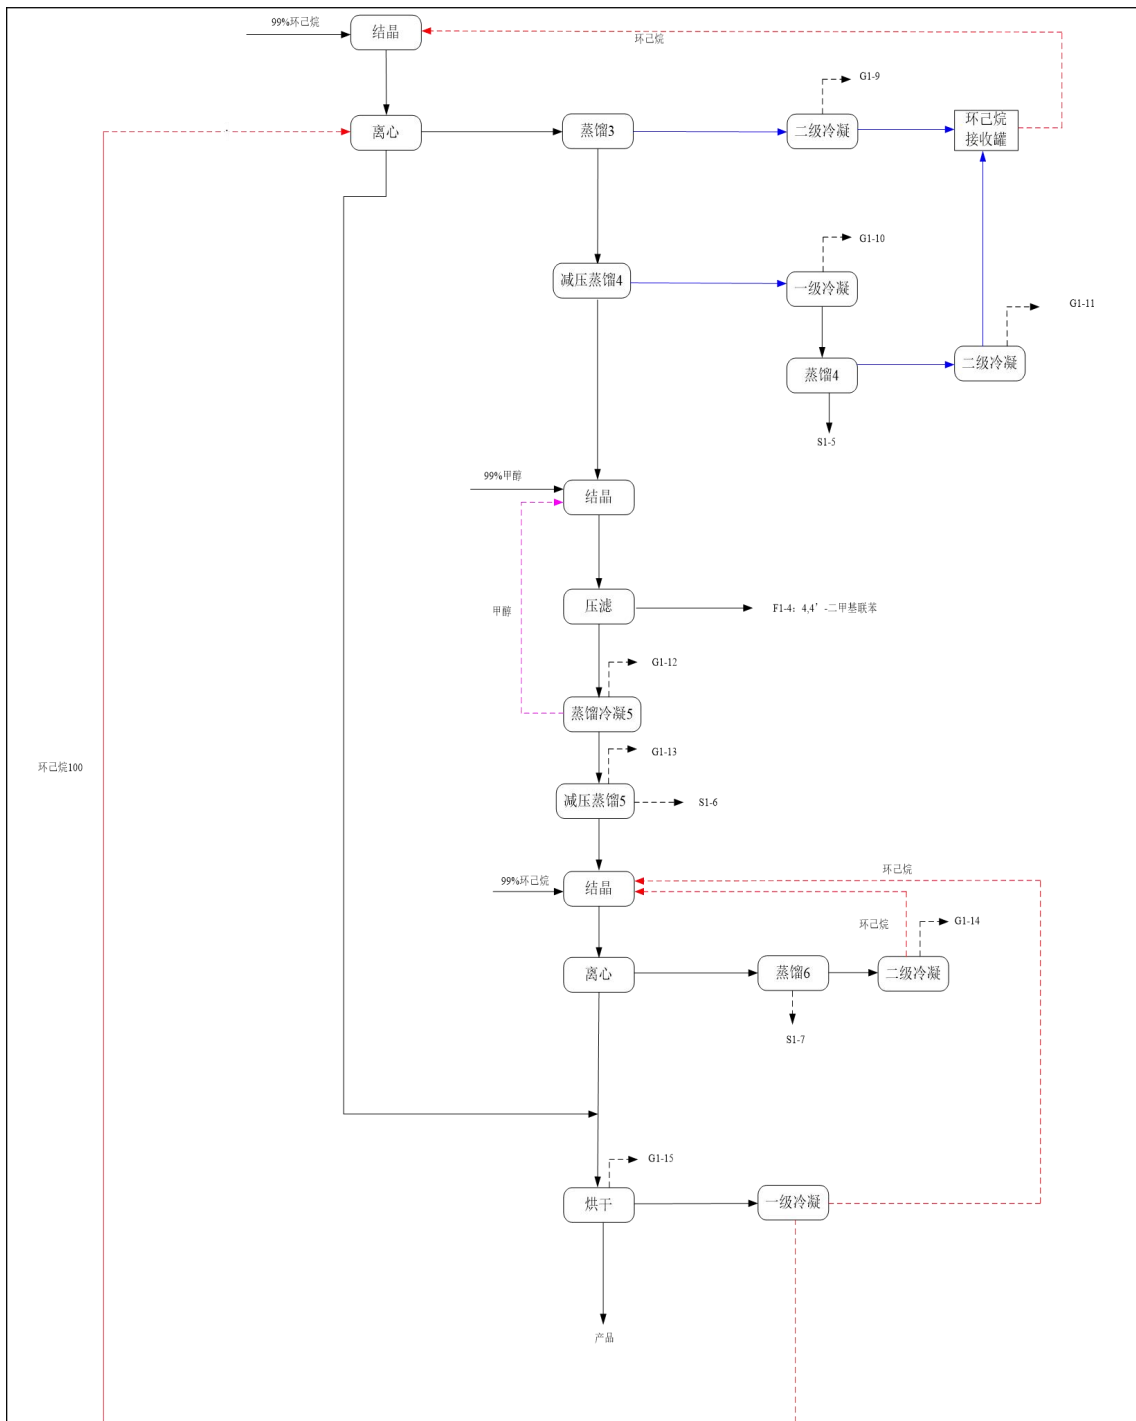 99%环己烷
结晶
环己烷
G1-9
离心
蒸馏3
二级冷凝
环己烷
接收罐
G1-10
减压蒸馏4
一级冷凝
G1-11
蒸馏4
二级冷凝
S1-5
99%甲醇
结晶
甲醇
压滤
F1-4：4,4’-二甲基联苯
G1-12
蒸馏冷凝5
G1-13
环己烷100
减压蒸馏5
S1-6
99%环己烷
结晶
环己烷
环己烷
G1-14
离心
蒸馏6
二级冷凝
S1-7
G1-15
烘干
一级冷凝
产品